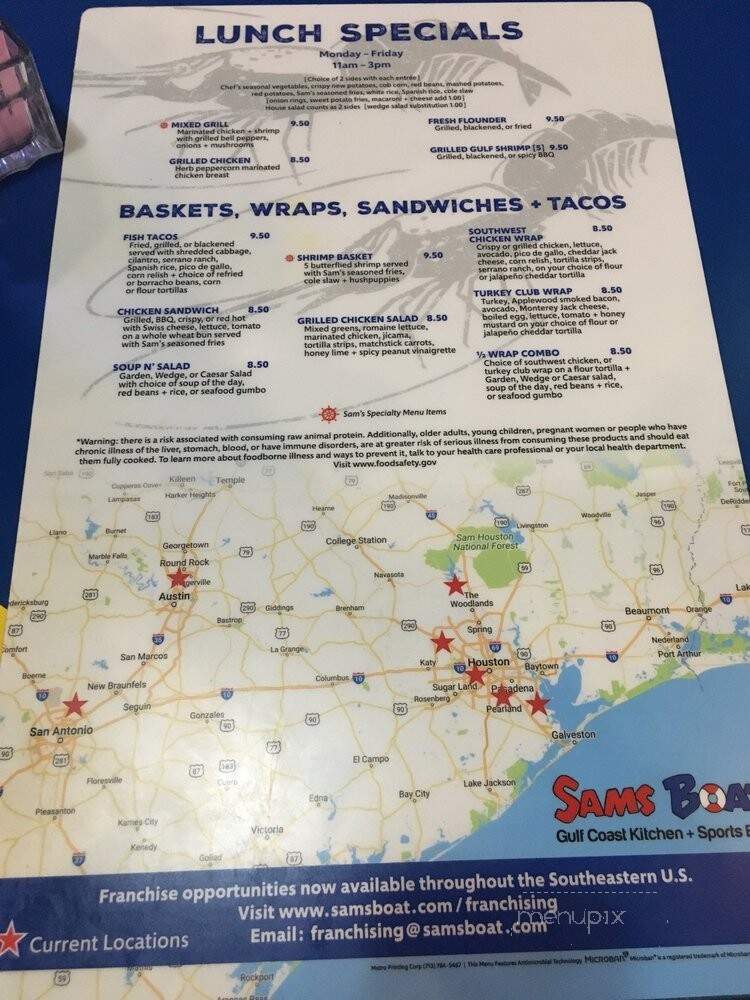 LUNCH SPECIALS
Monday – Friday
11am – 3pm
[Choice of 2 sides with each entrée]
Chef's seasonal vegetables, crispy new potatoes, cob corn, red beans, mashed potatoes,
red potatoes, Sam's seasoned fries, white rice, Spanish rice, cole slaw
[onion rings, sweet potato fries, macaroni + cheese add 1.00]
House salad counts as 2 sides [wedge salad substitution 1.00]
MIXED GRILL 9.50
Marinated chicken + shrimp
with grilled bell peppers,
onions + mushrooms
GRILLED CHICKEN 8.50
Herb peppercorn marinated
chicken breast
FRESH FLOUNDER 9.50
Grilled, blackened, or fried
GRILLED GULF SHRIMP [5] 9.50
Grilled, blackened, or spicy BBQ
BASKETS, WRAPS, SANDWICHES + TACOS
FISH TACOS 9.50
Fried, grilled, or blackened
served with shredded cabbage,
cilantro, serrano ranch,
Spanish rice, pico de gallo,
corn relish + choice of refried
or borracho beans, corn
or flour tortillas
CHICKEN SANDWICH 8.50
Grilled, BBQ, crispy, or red hot
with Swiss cheese, lettuce, tomato
on a whole wheat bun served
with Sam's seasoned fries
SOUP N' SALAD 8.50
Garden, Wedge, or Caesar Salad
with choice of soup of the day,
red beans + rice, or seafood gumbo
SHRIMP BASKET 9.50
5 butterflied shrimp served
with Sam's seasoned fries,
cole slaw + hushpuppies
GRILLED CHICKEN SALAD 8.50
Mixed greens, romaine lettuce,
marinated chicken, jicama,
tortilla strips, matchstick carrots,
honey lime + spicy peanut vinaigrette
SOUTHWEST 8.50
CHICKEN WRAP
Crispy or grilled chicken, lettuce,
avocado, pico de gallo, cheddar jack
cheese, corn relish, tortilla strips,
serrano ranch, on your choice of flour
or jalapeño cheddar tortilla
TURKEY CLUB WRAP 8.50
Turkey, Applewood smoked bacon,
avocado, Monterey Jack cheese,
boiled egg, lettuce, tomato + honey
mustard on your choice of flour or
jalapeño cheddar tortilla
½ WRAP COMBO 8.50
Choice of southwest chicken, or
turkey club wrap on a flour tortilla +
Garden, Wedge or Caesar salad,
soup of the day, red beans + rice,
or seafood gumbo
Sam's Specialty Menu Items
*Warning: there is a risk associated with consuming raw animal protein. Additionally, older adults, young children, pregnant women or people who have
chronic illness of the liver, stomach, blood, or have immune disorders, are at greater risk of serious illness from consuming these products and should eat
them fully cooked. To learn more about foodborne illness and ways to prevent it, talk to your health care professional or your local health department.
Visit www.foodsafety.gov
Copperas Cove
Killeen
Temple
Lampasas
Harker Heights
Madisonville
Jasper
Hearne
Woodville
Livingston
Llano
Burnet
Georgetown
College Station
Sam Houston
National Forest
Marble Falls
Round Rock
Navasota
Austin
The
Woodlands
Bastrop
Giddings
Brenham
Beaumont
Orange
Spring
La Grange
Nederland
Port Arthur
San Marcos
Katy
Houston
Baytown
Boerne
New Braunfels
Columbus
Sugar Land
Pasadena
Seguin
Gonzales
Rosenberg
Pearland
San Antonio
Galveston
El Campo
Floresville
Cuero
Edna
Bay City
Lake Jackson
Pleasanton
Karnes City
Victoria
Kenedy
Goliad
SAMS BOA
Gulf Coast Kitchen + Sports B
Franchise opportunities now available throughout the Southeastern U.S.
Visit www.samsboat.com/franchising
Email: franchising@samsboat.com
menupix
Current Locations
Metro Printing Corp (713) 784-5467 | This Menu Features Antimicrobial Technology MICROBAN® Microban® is a registered trademark of Microban
Rockport